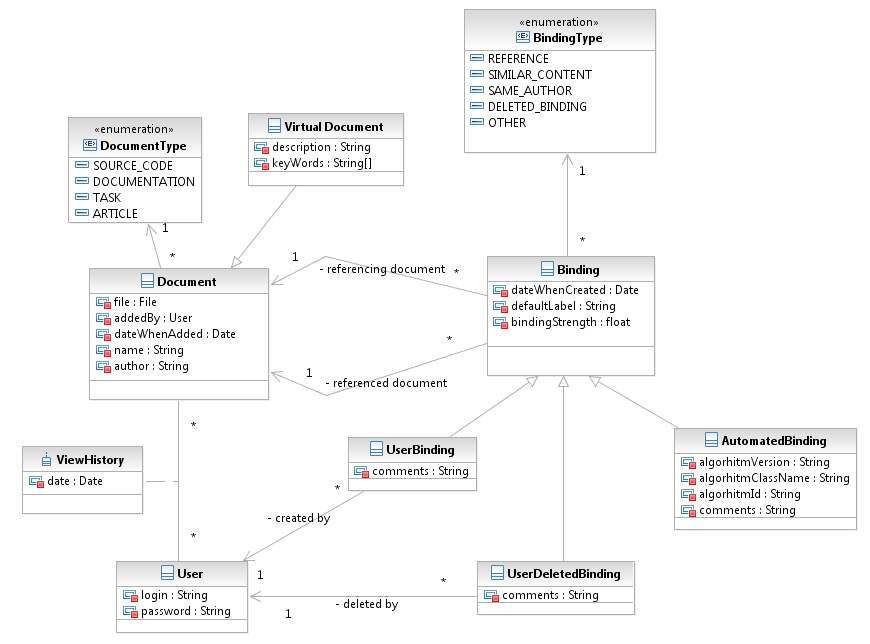 «enumeration»
BindingType
REFERENCE
SIMILAR_CONTENT
SAME_AUTHOR
DELETED_BINDING
OTHER
1
*
«enumeration»
DocumentType
SOURCE_CODE
DOCUMENTATION
TASK
ARTICLE
1
*
Virtual Document
description : String
keyWords : String[]
Document
file : File
addedBy : User
dateWhenAdded : Date
name : String
author : String
1
- referencing document
*
1
- referenced document
*
Binding
dateWhenCreated : Date
defaultLabel : String
bindingStrength : float
*
ViewHistory
date : Date
*
UserBinding
comments : String
*
- created by
1
AutomatedBinding
algorhitmVersion : String
algorhitmClassName : String
algorhitmId : String
comments : String
User
login : String
password : String
*
- deleted by
1
UserDeletedBinding
comments : String